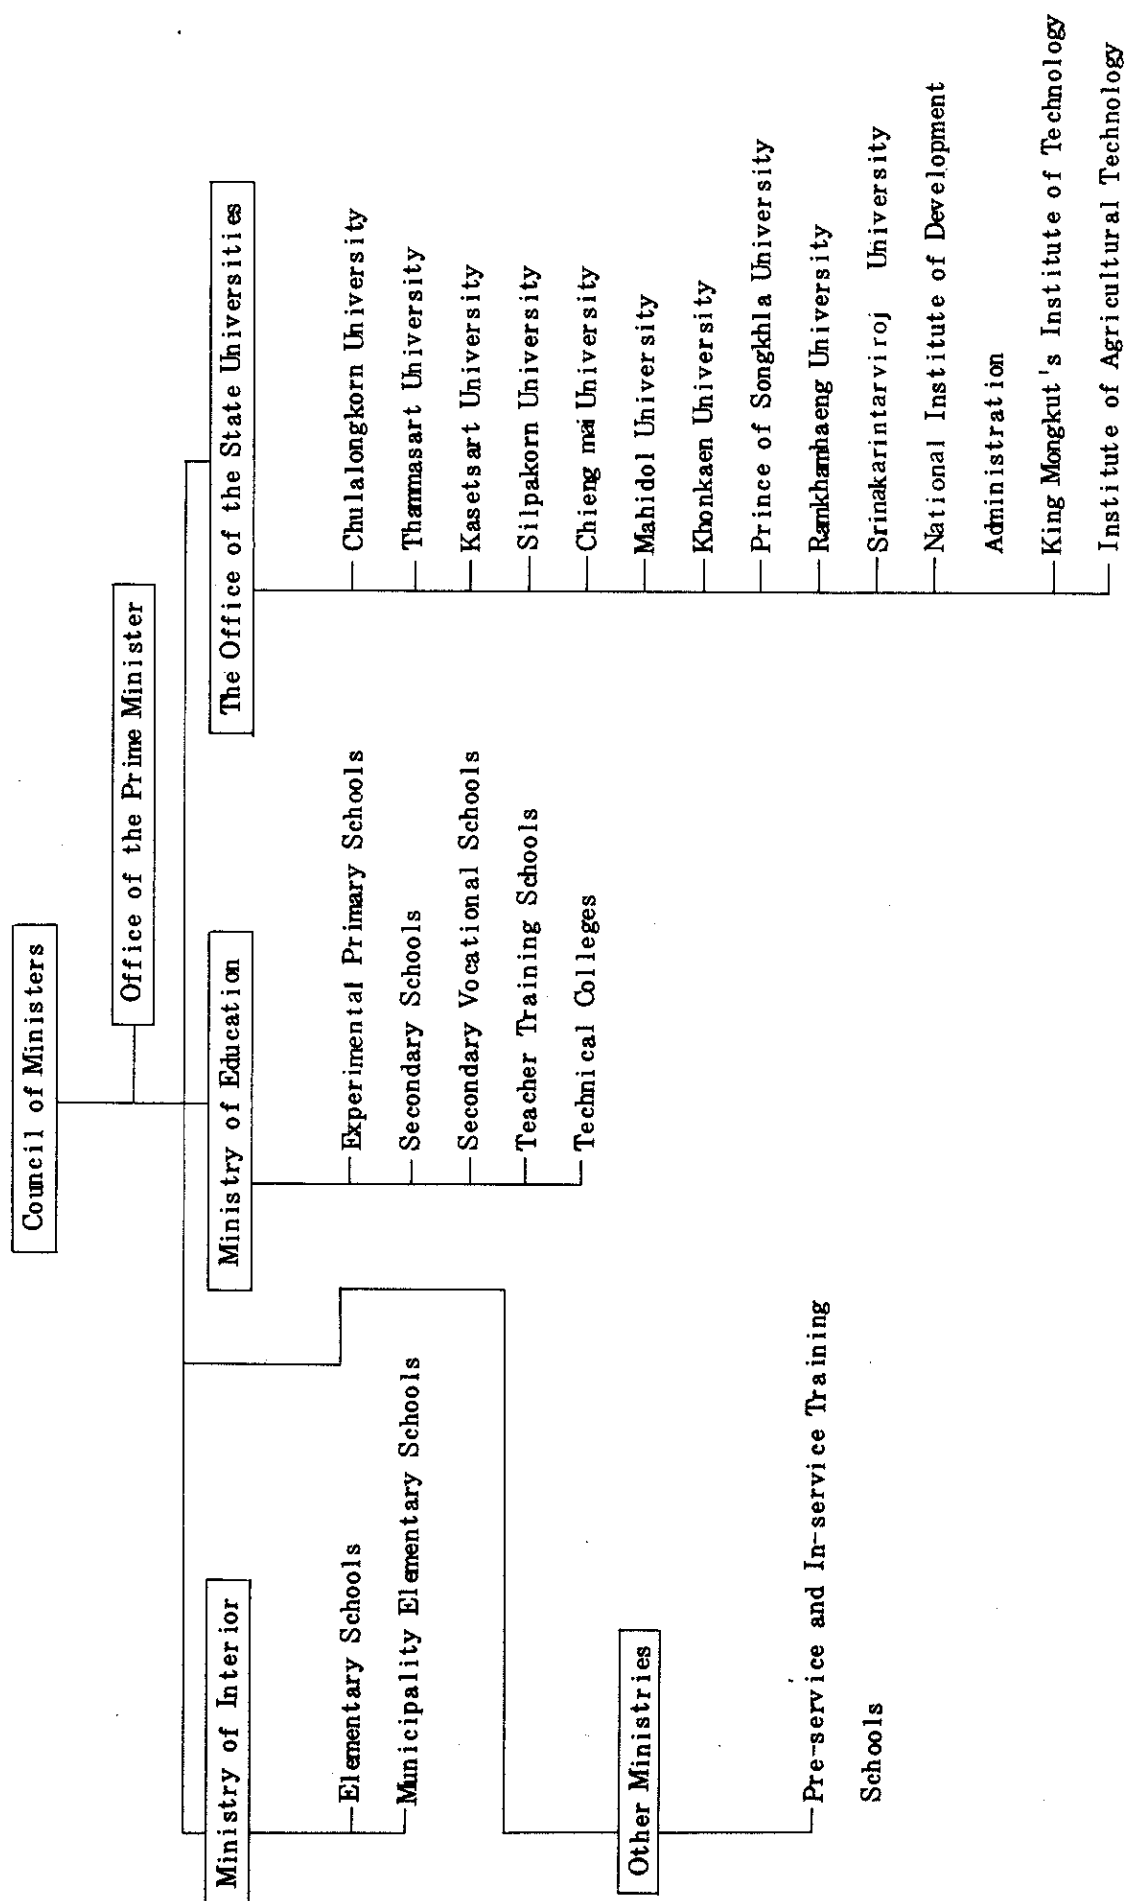 Council of Ministers
Office of the Prime Minister
Ministry of Interior
Ministry of Education
The Office of the State Universities
Elementary Schools
Municipality Elementary Schools
Other Ministries
Pre-service and In-service Training
Schools
Experimental Primary Schools
Secondary Schools
Secondary Vocational Schools
Teacher Training Schools
Technical Colleges
Chulalongkorn University
Thammasart University
Kasetsart University
Silpakorn University
Chieng mai University
Mahidol University
Khonkaen University
Prince of Songkhla University
Ramkhamhaeng University
Srinakarintarviroj University
National Institute of Development
Administration
King Mongkut's Institute of Technology
Institute of Agricultural Technology